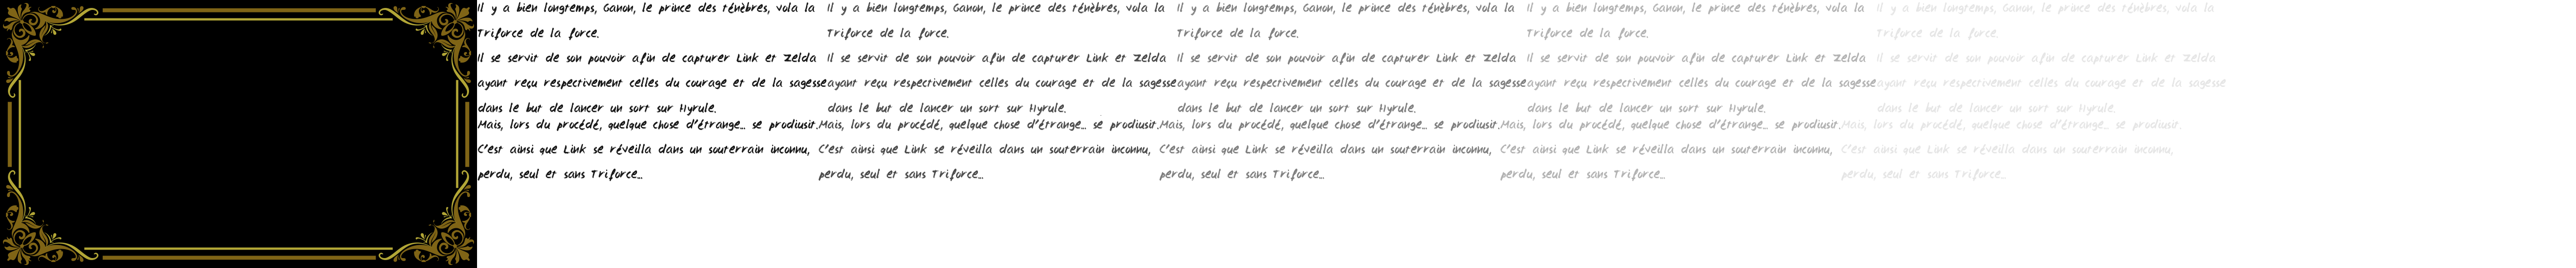 Il y a bien longtemps, Ganon, le prince des ténèbres, vola la
Triforce de la force.
Il se servit de son pouvoir afin de capturer Link et Zelda
ayant reçu respectivement celles du courage et de la sagesse
dans le but de lancer un sort sur Hyrule.
Mais, lors du procédé, quelque chose d'étrange... se prodiusit.
C'est ainsi que Link se réveilla dans un souterrain inconnu,
perdu, seul et sans Triforce...
Il y a bien longtemps, Ganon, le prince des ténèbres, vola la
Triforce de la force.
Il se servit de son pouvoir afin de capturer Link et Zelda
ayant reçu respectivement celles du courage et de la sagesse
dans le but de lancer un sort sur Hyrule.
Mais, lors du procédé, quelque chose d'étrange... se prodiusit.
C'est ainsi que Link se réveilla dans un souterrain inconnu,
perdu, seul et sans Triforce...
Il y a bien longtemps, Ganon, le prince des ténèbres, vola la
Triforce de la force.
Il se servit de son pouvoir afin de capturer Link et Zelda
ayant reçu respectivement celles du courage et de la sagesse
dans le but de lancer un sort sur Hyrule.
Mais, lors du procédé, quelque chose d'étrange... se prodiusit.
C'est ainsi que Link se réveilla dans un souterrain inconnu,
perdu, seul et sans Triforce...
Il y a bien longtemps, Ganon, le prince des ténèbres, vola la
Triforce de la force.
Il se servit de son pouvoir afin de capturer Link et Zelda
ayant reçu respectivement celles du courage et de la sagesse
dans le but de lancer un sort sur Hyrule.
Mais, lors du procédé, quelque chose d'étrange... se prodiusit.
C'est ainsi que Link se réveilla dans un souterrain inconnu,
perdu, seul et sans Triforce...
Il y a bien longtemps, Ganon, le prince des ténèbres, vola la
Triforce de la force.
Il se servit de son pouvoir afin de capturer Link et Zelda
ayant reçu respectivement celles du courage et de la sagesse
dans le but de lancer un sort sur Hyrule.
Mais, lors du procédé, quelque chose d'étrange... se prodiusit.
C'est ainsi que Link se réveilla dans un souterrain inconnu,
perdu, seul et sans Triforce...